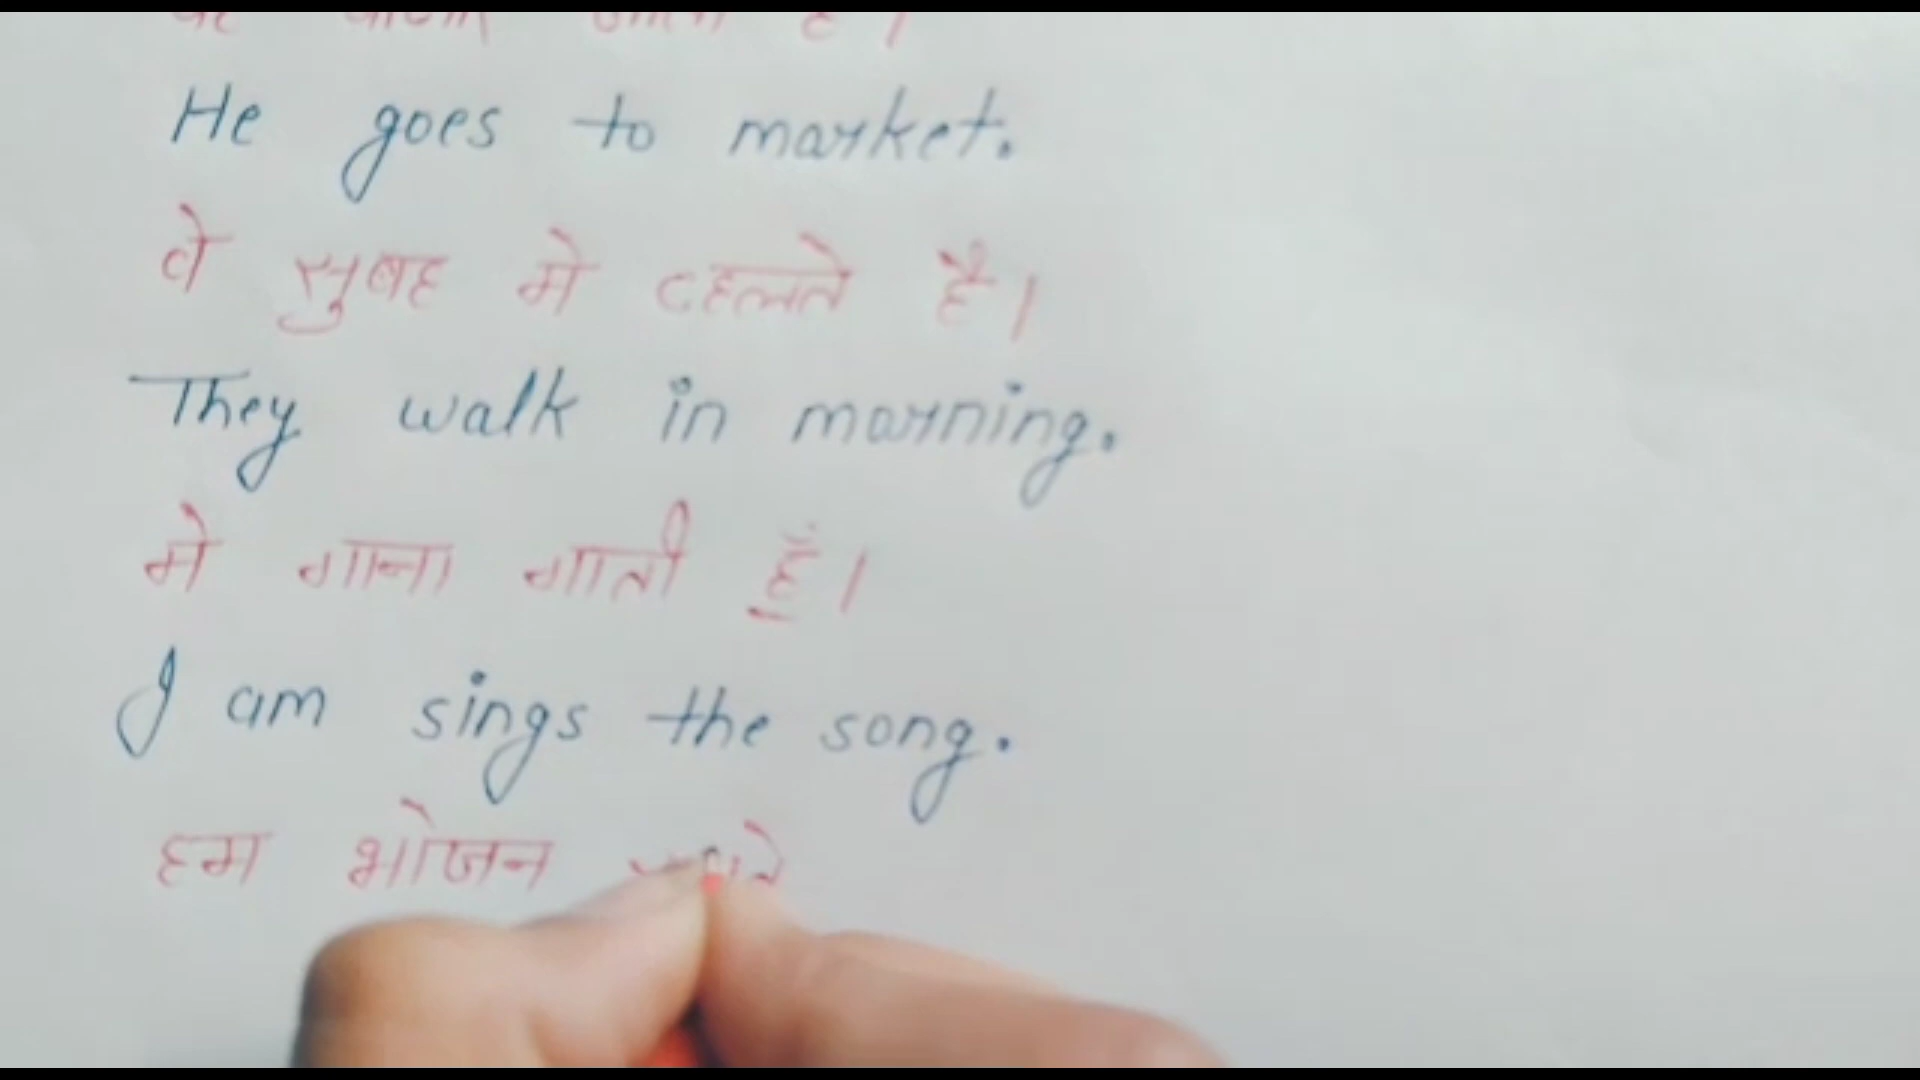 He goes to market.
वे सुबह मे टहलते है।
They walk in morning.
मे गाना गाती हूँ।
I am sings the song.
हम भोजन